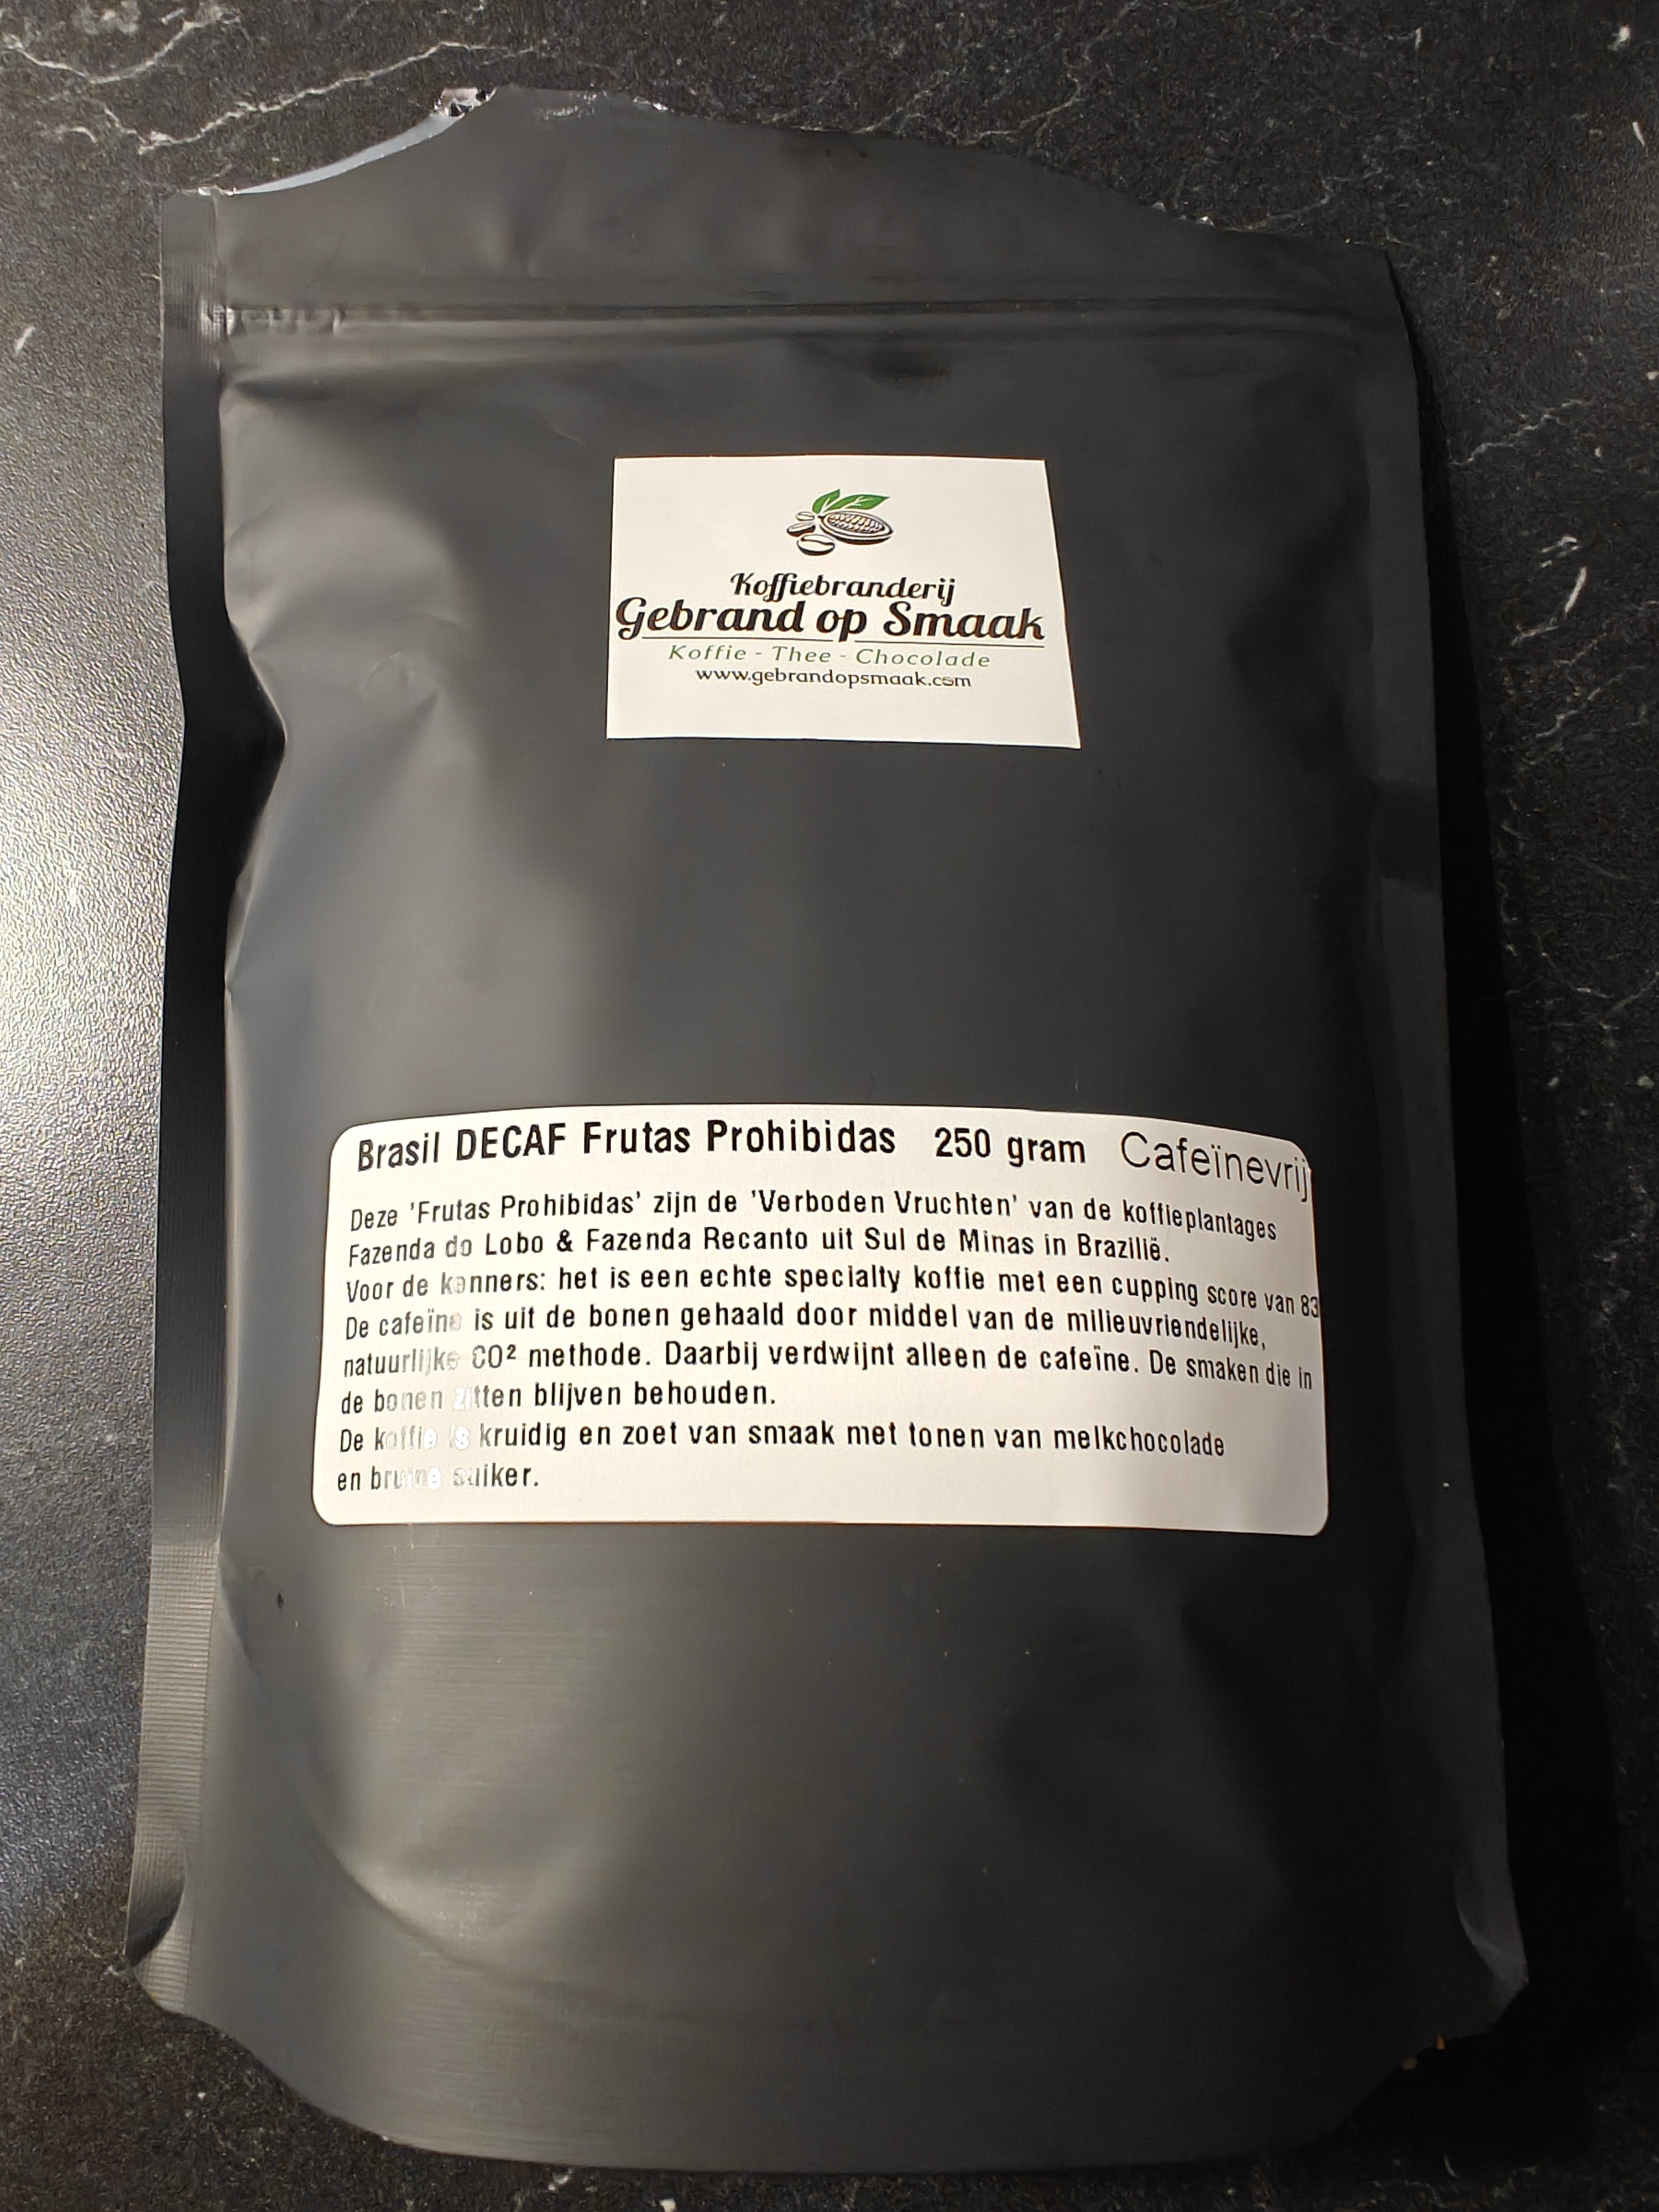 Koffiebranderij
Gebrand op Smaak
Koffie - Thee - Chocolade
www.gebrandopsmaak.com
Brasil DECAF Frutas Prohibidas 250 gram Cafeïnevrij
Deze 'Frutas Prohibidas' zijn de 'Verboden Vruchten' van de koffieplantages
Fazenda do Lobo & Fazenda Recanto uit Sul de Minas in Brazilië.
Voor de kenners: het is een echte specialty koffie met een cupping score van 83
De cafeïne is uit de bonen gehaald door middel van de milieuvriendelijke,
natuurlijke CO² methode. Daarbij verdwijnt alleen de cafeïne. De smaken die in
de bonen zitten blijven behouden.
De koffie is kruidig en zoet van smaak met tonen van melkchocolade
en bruine suiker.